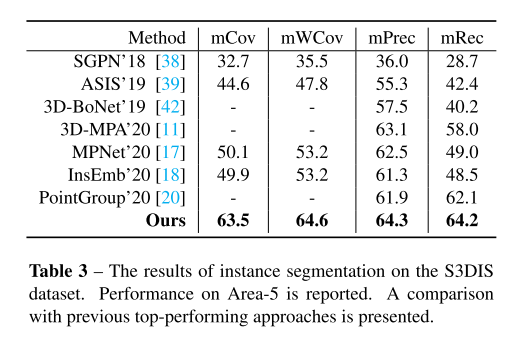 Method mCov mWCov mPrec mRec
SGPN'18 [38] 32.7 35.5 36.0 28.7
ASIS'19 [39] 44.6 47.8 55.3 42.4
3D-BoNet'19 [42] - - 57.5 40.2
3D-MPA'20 [11] - - 63.1 58.0
MPNet'20 [17] 50.1 53.2 62.5 49.0
InsEmb'20 [18] 49.9 53.2 61.3 48.5
PointGroup'20 [20] - - 61.9 62.1
Ours 63.5 64.6 64.3 64.2
Table 3 – The results of instance segmentation on the S3DIS
dataset. Performance on Area-5 is reported. A comparison
with previous top-performing approaches is presented.